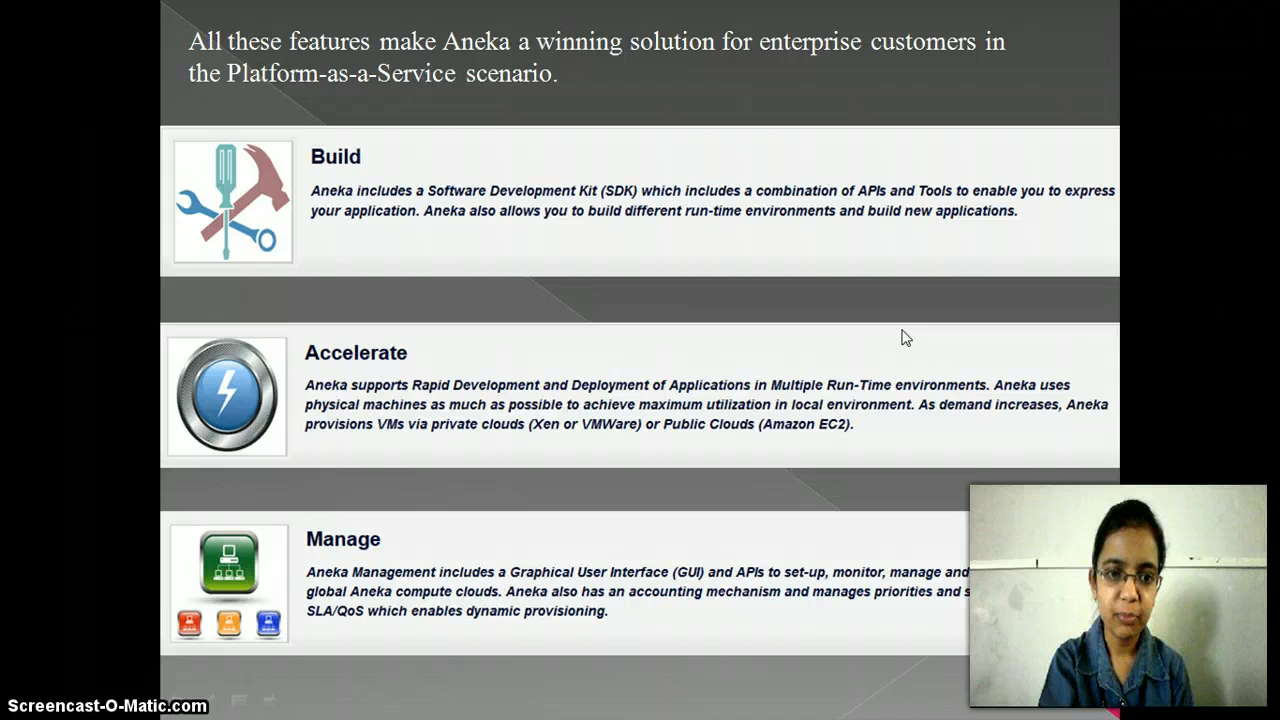 All these features make Aneka a winning solution for enterprise customers in
the Platform-as-a-Service scenario.
Build
Aneka includes a Software Development Kit (SDK) which includes a combination of APIs and Tools to enable you to express
your application. Aneka also allows you to build different run-time environments and build new applications.
Accelerate
Aneka supports Rapid Development and Deployment of Applications in Multiple Run-Time environments. Aneka uses
physical machines as much as possible to achieve maximum utilization in local environment. As demand increases, Aneka
provisions VMs via private clouds (Xen or VMWare) or Public Clouds (Amazon EC2).
Manage
Aneka Management includes a Graphical User Interface (GUI) and APIs to set-up, monitor, manage and
global Aneka compute clouds. Aneka also has an accounting mechanism and manages priorities and
SLA/QoS which enables dynamic provisioning.
Screencast-O-Matic.com